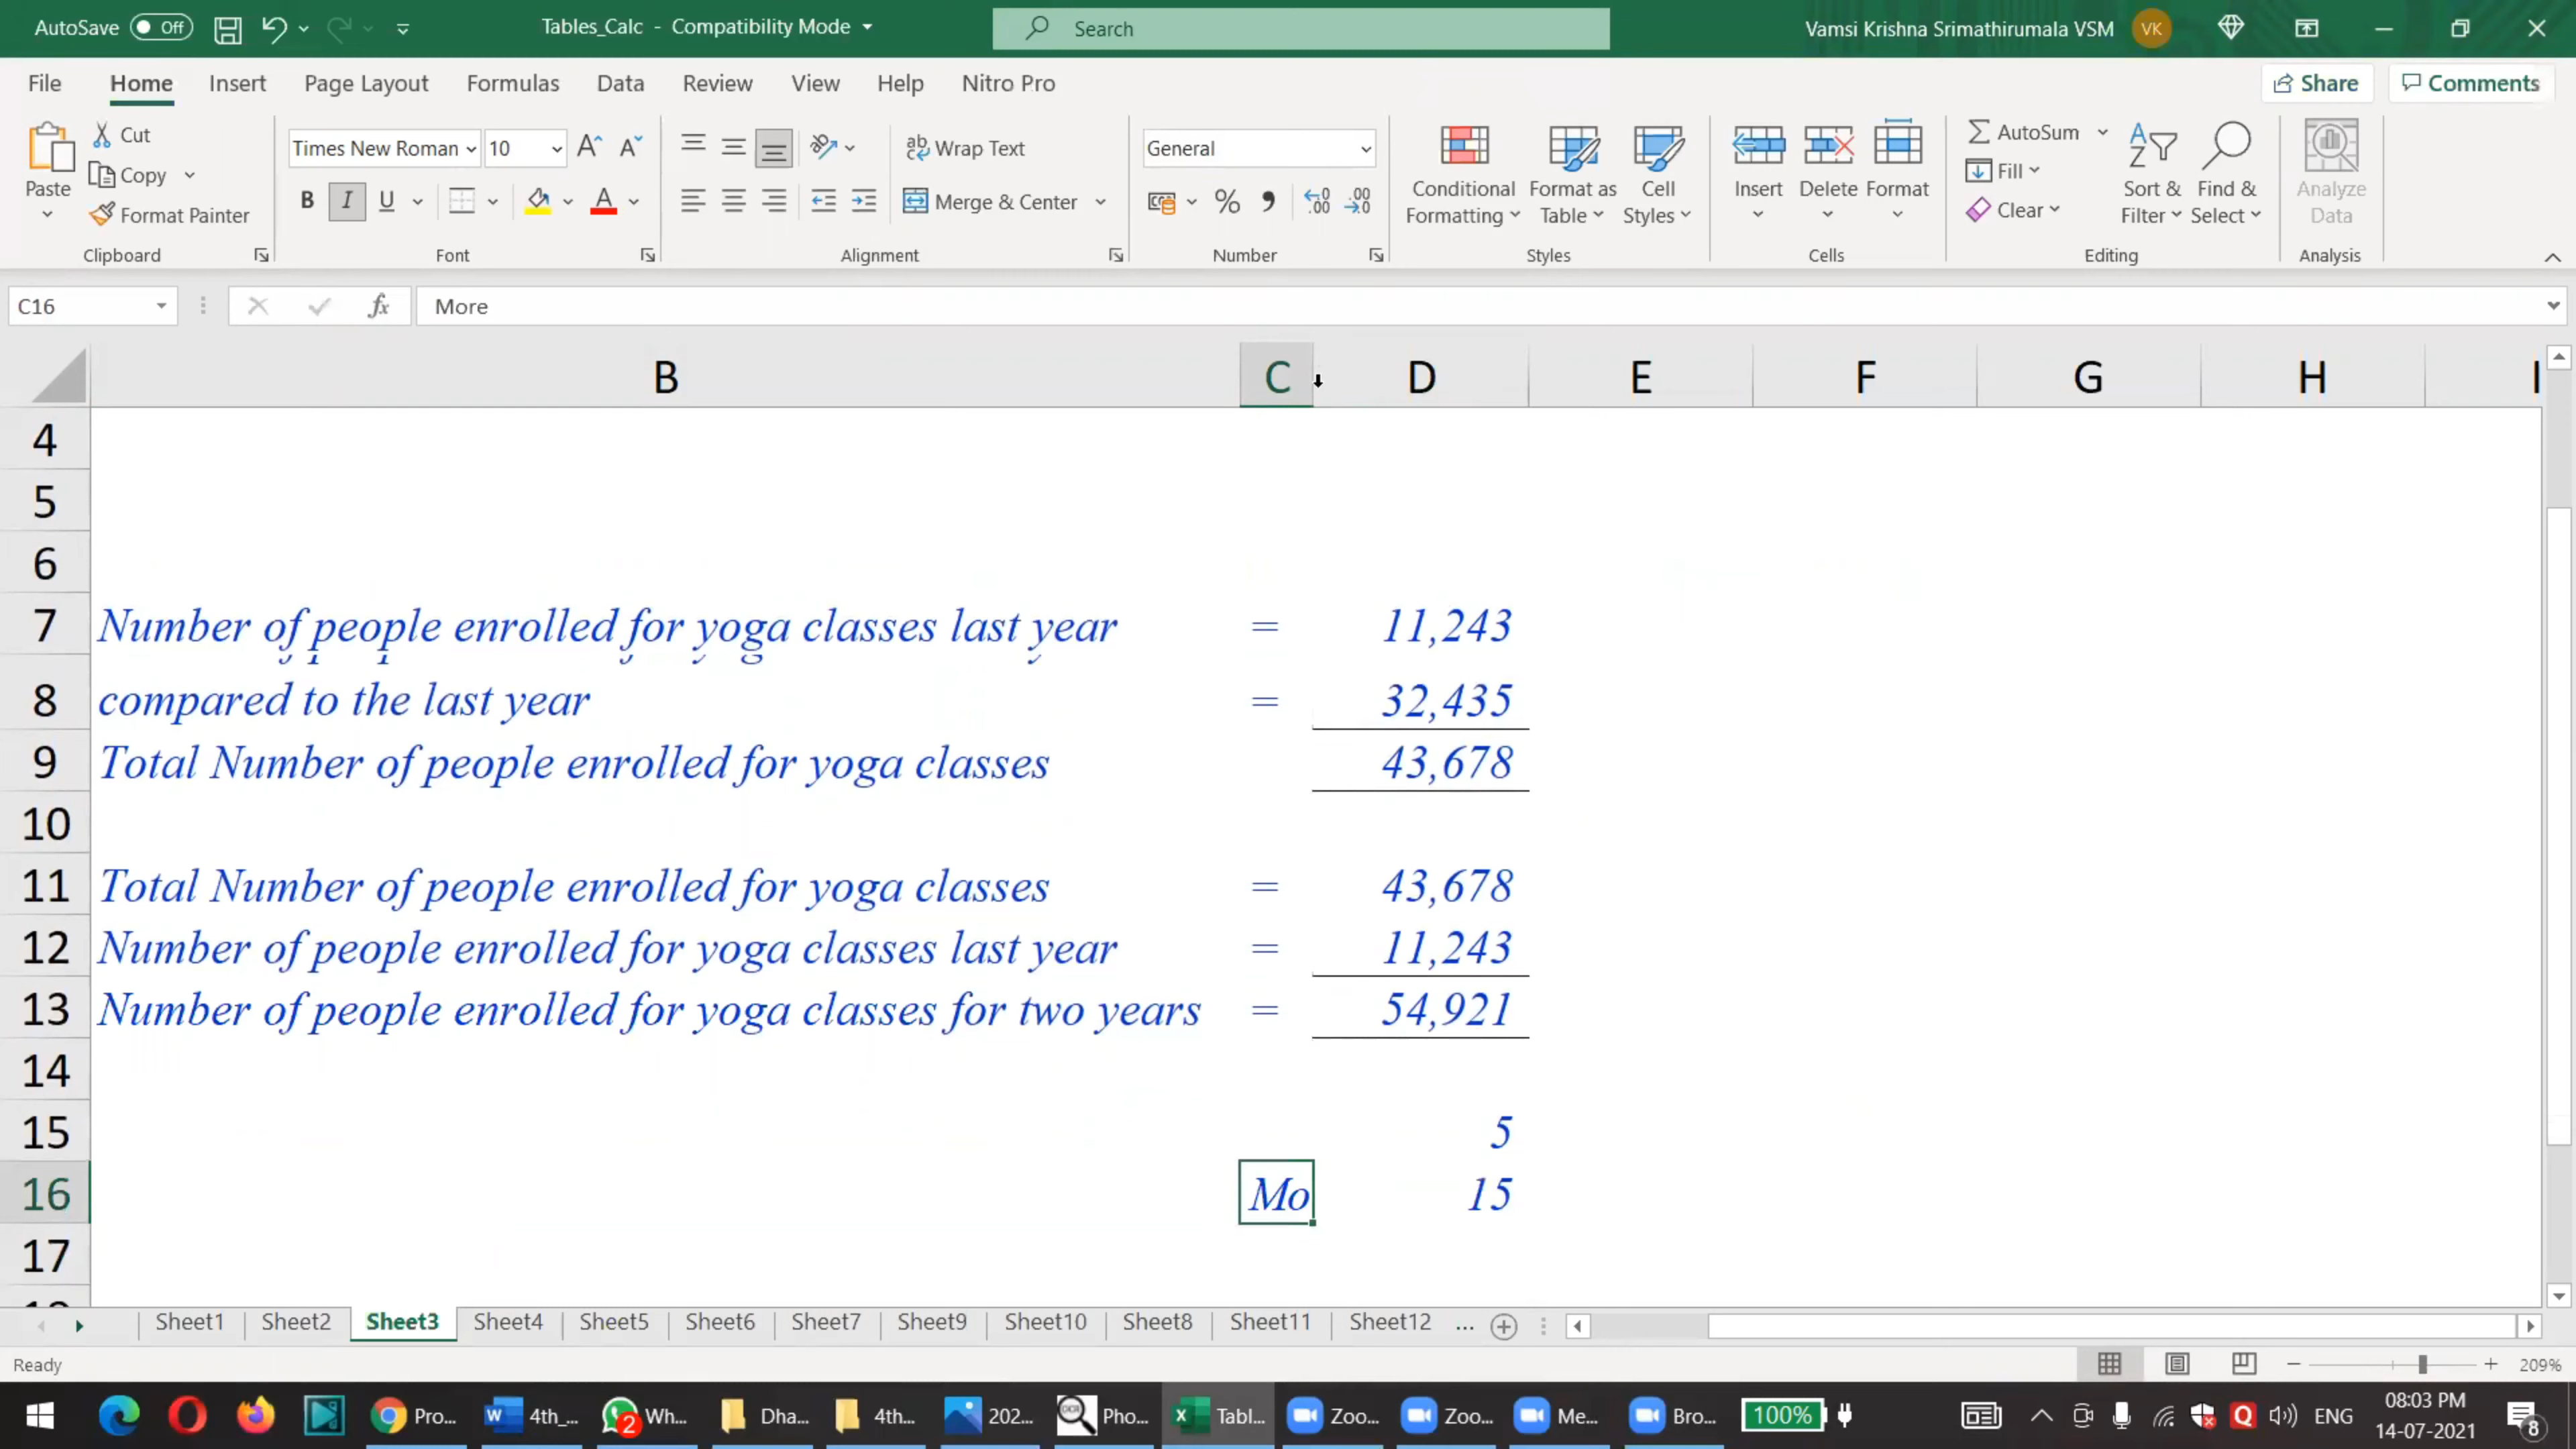 AutoSave Off Tables_Calc - Compatibility Mode Search Vamsi Krishna Srimathirumala VSM VK
File Home Insert Page Layout Formulas Data Review View Help Nitro Pro Share Comments
Paste Cut Copy Format Painter Clipboard
Times New Roman 10 B I U Font
Wrap Text Merge & Center Alignment
General % Number
Conditional Formatting Format as Table Cell Styles Styles
Insert Delete Format Cells
AutoSum Fill Clear Sort & Filter Find & Select Editing
Analyze Data Analysis
C16 fx More
B C D E F G H I
4
5
6
7 Number of people enrolled for yoga classes last year = 11,243
8 compared to the last year = 32,435
9 Total Number of people enrolled for yoga classes 43,678
10
11 Total Number of people enrolled for yoga classes = 43,678
12 Number of people enrolled for yoga classes last year = 11,243
13 Number of people enrolled for yoga classes for two years = 54,921
14
15 5
16 Mo 15
17
Sheet1 Sheet2 Sheet3 Sheet4 Sheet5 Sheet6 Sheet7 Sheet9 Sheet10 Sheet8 Sheet11 Sheet12 ...
Ready 209%
Pro... 4th_... 2 Wh... Dha... 4th... 202... Pho... Tabl... Zoo... Zoo... Me... Bro... 100% ENG 08:03 PM
14-07-2021 8